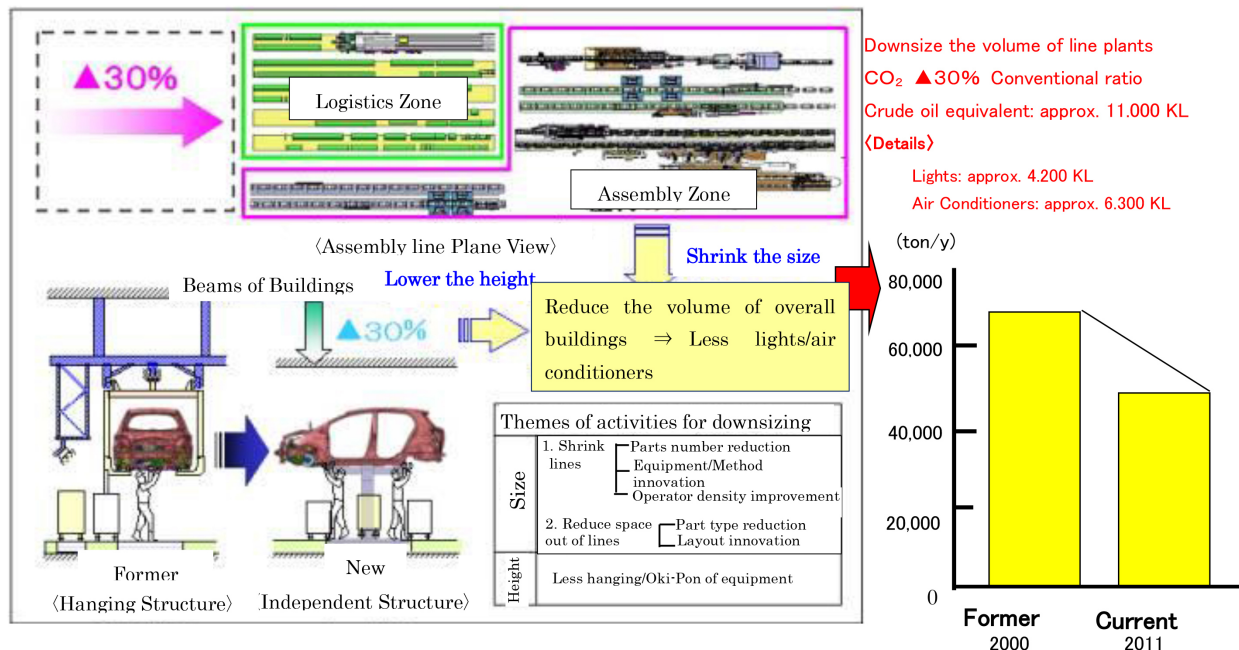 ▲30%
Logistics Zone
Assembly Zone
〈Assembly line Plane View〉
Downsize the volume of line plants
CO₂ ▲30% Conventional ratio
Crude oil equivalent: approx. 11.000 KL
〈Details〉
Lights: approx. 4.200 KL
Air Conditioners: approx. 6.300 KL
Lower the height
Shrink the size
Beams of Buildings
▲30%
Reduce the volume of overall
buildings ⇒ Less lights/air
conditioners
Former
〈Hanging Structure〉
New
〈Independent Structure〉
Themes of activities for downsizing
Size
1. Shrink
lines
Parts number reduction
Equipment/Method
innovation
Operator density improvement
2. Reduce space
out of lines
Part type reduction
Layout innovation
Height
Less hanging/Oki-Pon of equipment
(ton/y)
80,000
60,000
40,000
20,000
0
Former
2000
Current
2011